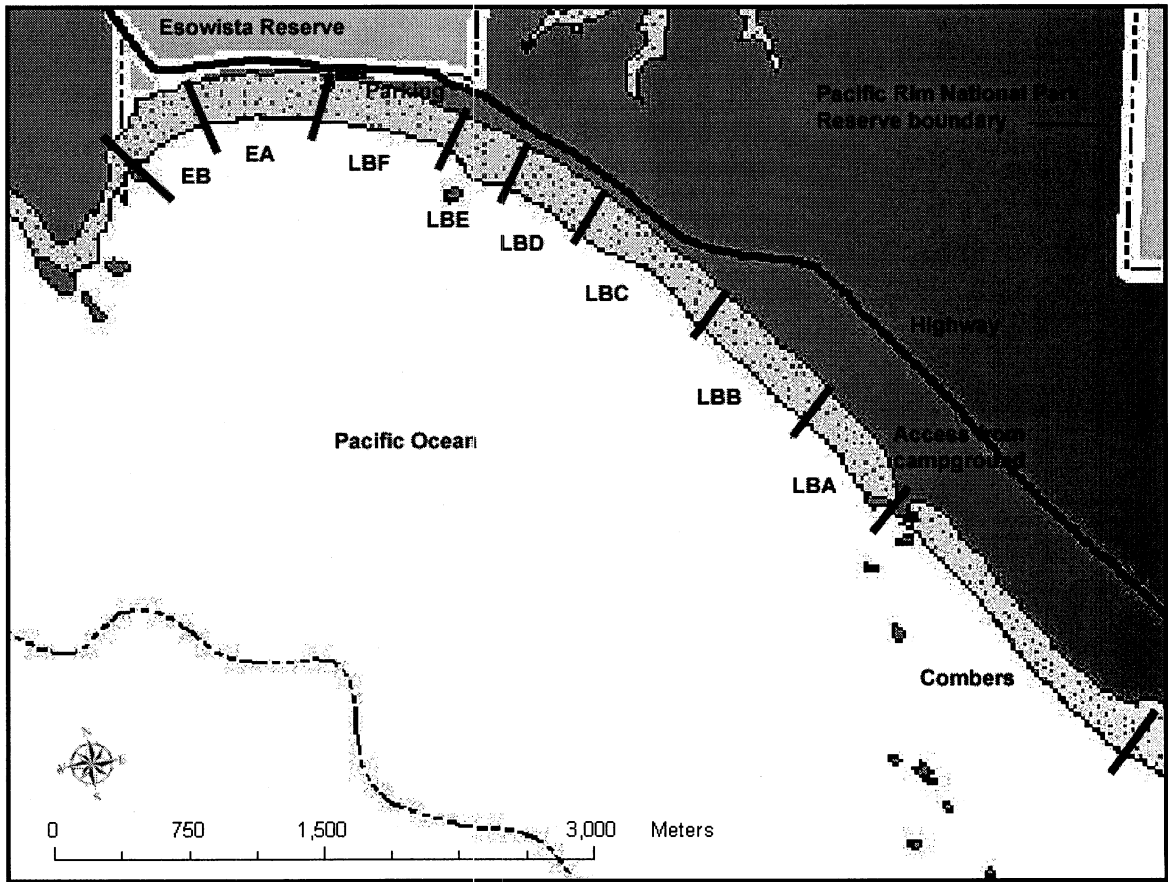 Esowista Reserve
Parking
Pacific Rim National Park
Reserve boundary
EB
EA
LBF
LBE
LBD
LBC
Highway
LBB
Pacific Ocean
Access from
campground
LBA
Combers
N
E
S
0 750 1,500 3,000 Meters